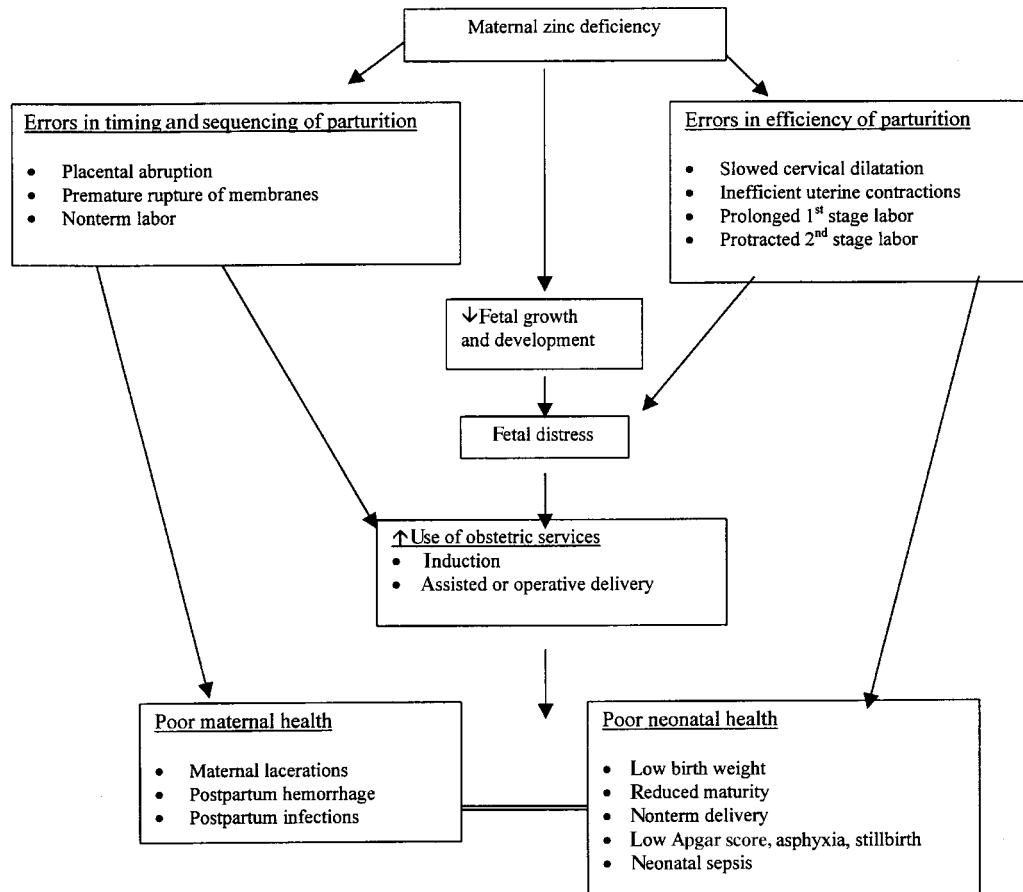 Maternal zinc deficiency
Errors in timing and sequencing of parturition
• Placental abruption
• Premature rupture of membranes
• Nonterm labor
Errors in efficiency of parturition
• Slowed cervical dilatation
• Inefficient uterine contractions
• Prolonged 1st stage labor
• Protracted 2nd stage labor
↓Fetal growth
and development
Fetal distress
↑Use of obstetric services
• Induction
• Assisted or operative delivery
Poor maternal health
• Maternal lacerations
• Postpartum hemorrhage
• Postpartum infections
Poor neonatal health
• Low birth weight
• Reduced maturity
• Nonterm delivery
• Low Apgar score, asphyxia, stillbirth
• Neonatal sepsis